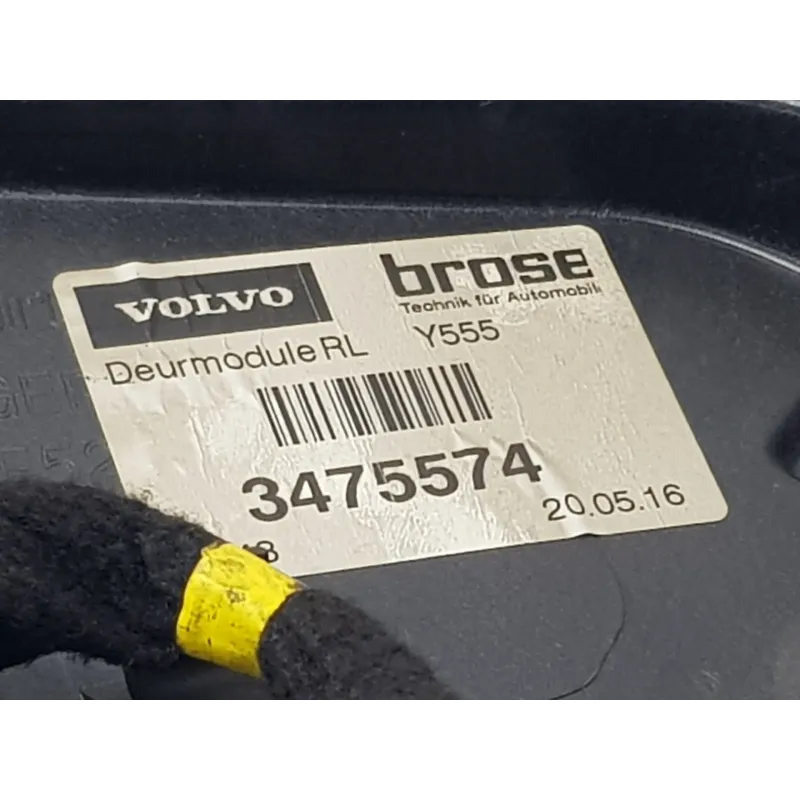 VOLVO
brose
Technik für Automobil
Deurmodule RL
Y555
3475574
20.05.16